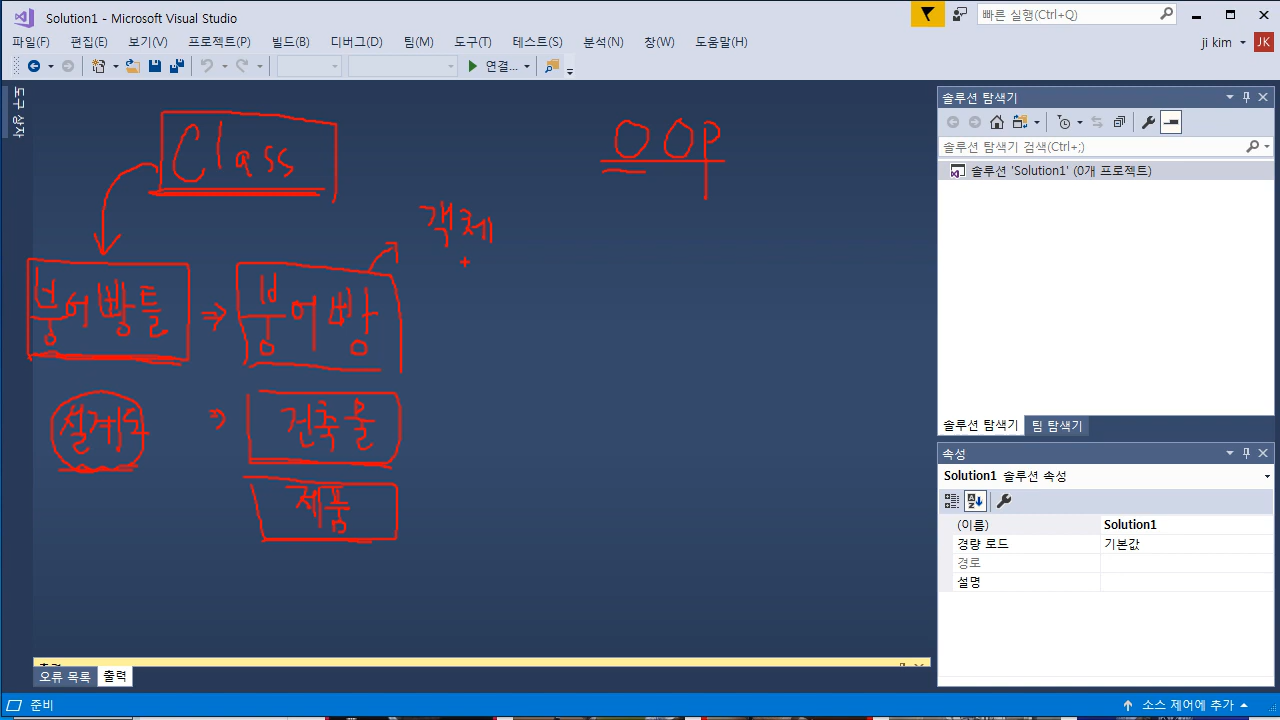 Solution1 - Microsoft Visual Studio
빠른 실행(Ctrl+Q)
파일(F) 편집(E) 보기(V) 프로젝트(P) 빌드(B) 디버그(D) 팀(M) 도구(T) 테스트(S) 분석(N) 창(W) 도움말(H)
ji kim JK
연결...
도구 상자
Class
OOP
객체
붕어빵틀 ⇒ 붕어빵
설계도 ⇒ 건축물
제품
솔루션 탐색기
솔루션 탐색기 검색(Ctrl+;)
솔루션 'Solution1' (0개 프로젝트)
솔루션 탐색기 팀 탐색기
속성
Solution1 솔루션 속성
(이름) Solution1
경량 로드 기본값
경로
설명
오류 목록 출력
준비
소스 제어에 추가